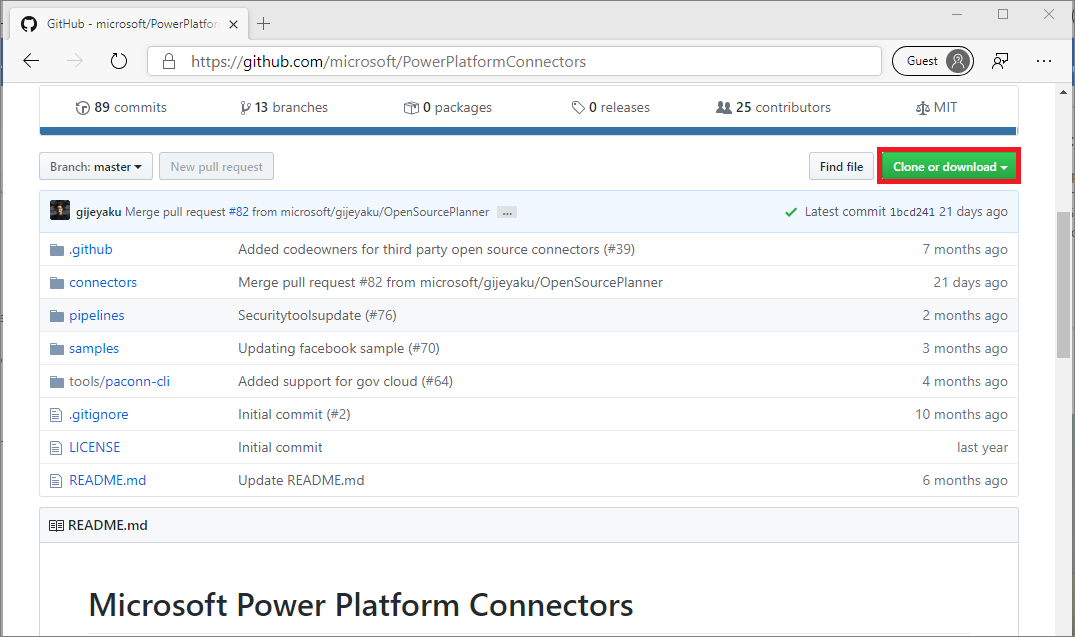 GitHub - microsoft/PowerPlatfor
https://github.com/microsoft/PowerPlatformConnectors
Guest
89 commits 13 branches 0 packages 0 releases 25 contributors MIT
Branch: master New pull request Find file Clone or download
gijeyaku Merge pull request #82 from microsoft/gijeyaku/OpenSourcePlanner ... Latest commit 1bcd241 21 days ago
.github Added codeowners for third party open source connectors (#39) 7 months ago
connectors Merge pull request #82 from microsoft/gijeyaku/OpenSourcePlanner 21 days ago
pipelines Securitytoolsupdate (#76) 2 months ago
samples Updating facebook sample (#70) 3 months ago
tools/paconn-cli Added support for gov cloud (#64) 4 months ago
.gitignore Initial commit (#2) 10 months ago
LICENSE Initial commit last year
README.md Update README.md 6 months ago
README.md
Microsoft Power Platform Connectors